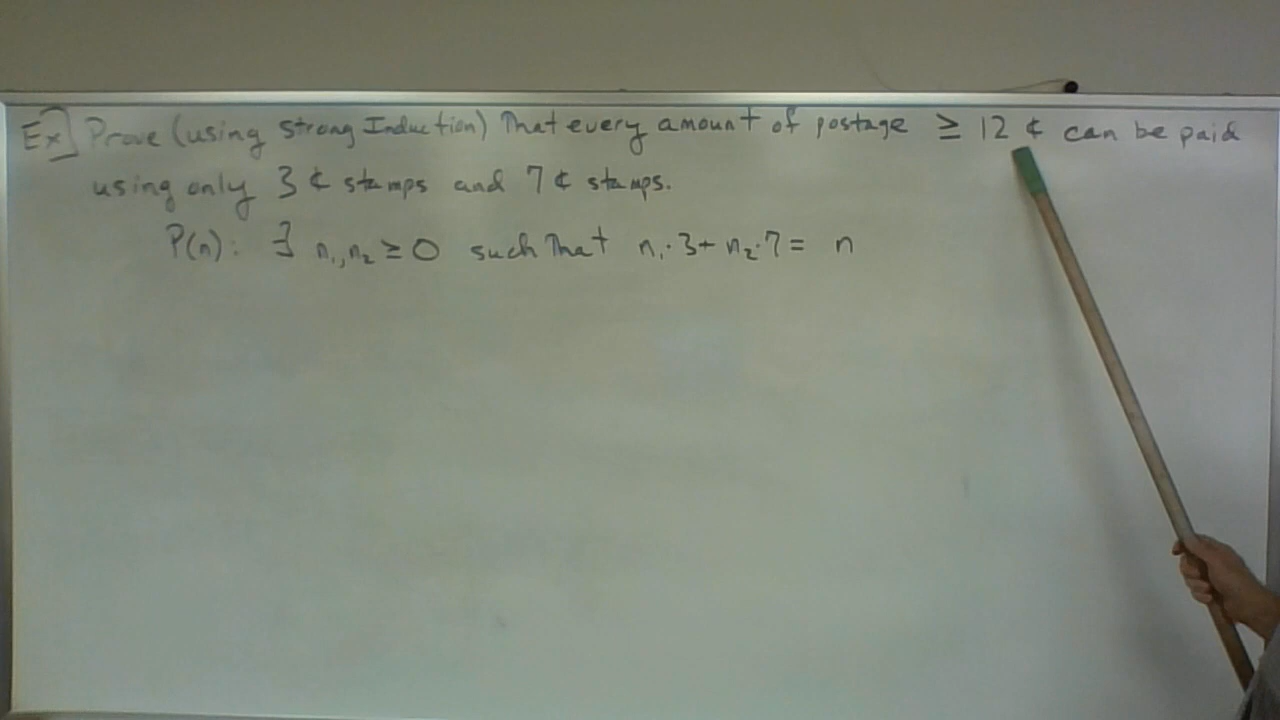 Ex] Prove (using strong Induction) That every amount of postage ≥ 12 ¢ can be paid
using only 3 ¢ stamps and 7 ¢ stamps.
P(n): ∃ n₁, n₂ ≥ 0 such That n₁·3 + n₂·7 = n